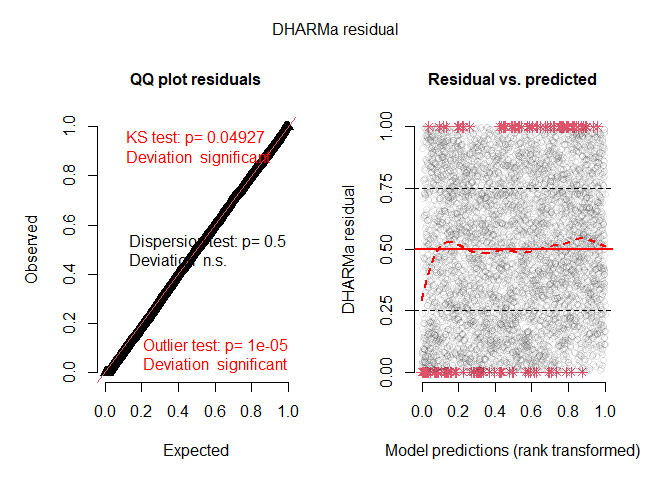 DHARMa residual
QQ plot residuals
KS test: p= 0.04927
Deviation significant
Dispersion test: p= 0.5
Deviation n.s.
Outlier test: p= 1e-05
Deviation significant
Observed
0.0 0.2 0.4 0.6 0.8 1.0
0.0 0.2 0.4 0.6 0.8 1.0
Expected
Residual vs. predicted
DHARMa residual
0.00 0.25 0.50 0.75 1.00
0.0 0.2 0.4 0.6 0.8 1.0
Model predictions (rank transformed)